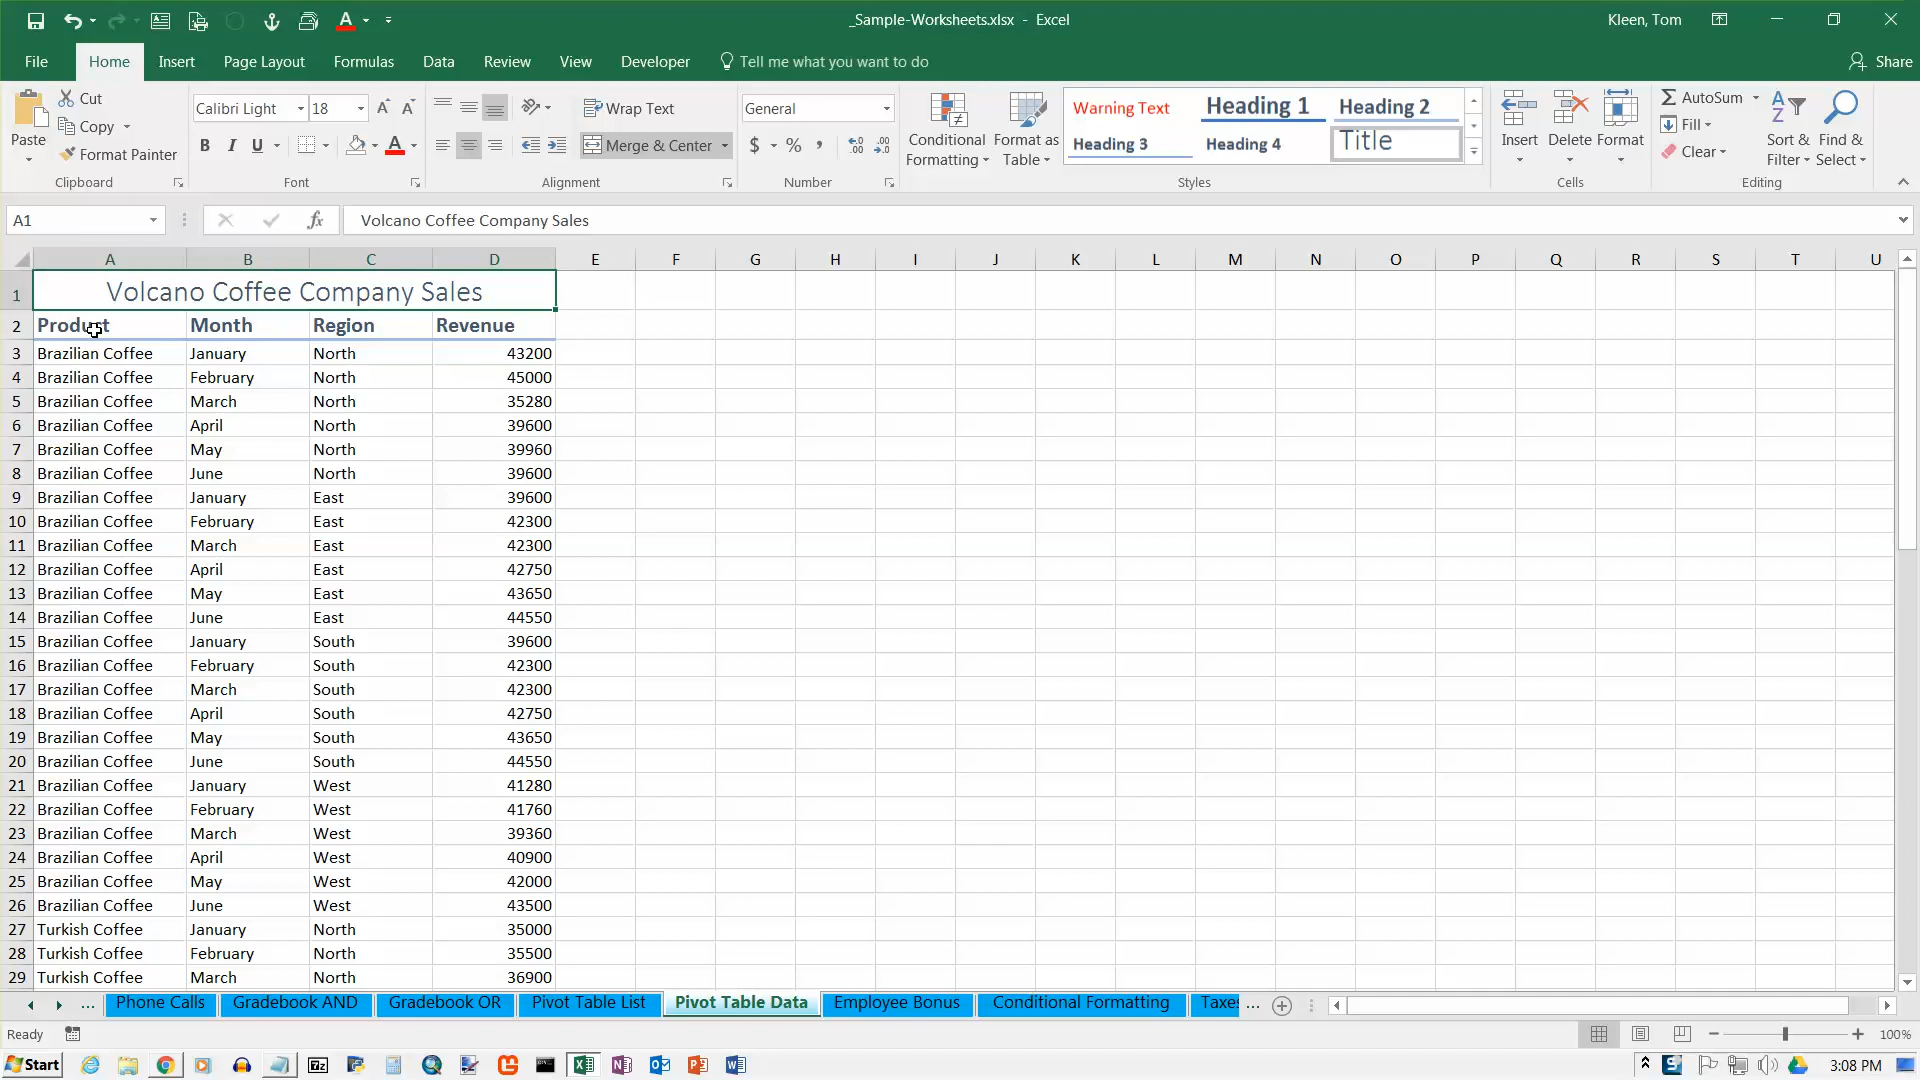 _Sample-Worksheets.xlsx - Excel
Kleen, Tom
File Home Insert Page Layout Formulas Data Review View Developer Tell me what you want to do Share
Paste
Cut
Copy
Format Painter
Clipboard
Calibri Light 18
B I U
Font
Wrap Text
Merge & Center
Alignment
General
$ % ,
Number
Conditional Formatting
Format as Table
Warning Text Heading 1 Heading 2
Heading 3 Heading 4 Title
Styles
Insert Delete Format
Cells
AutoSum
Fill
Clear
Sort & Filter
Find & Select
Editing
A1 fx Volcano Coffee Company Sales
A B C D E F G H I J K L M N O P Q R S T U
1 Volcano Coffee Company Sales
2 Product Month Region Revenue
3 Brazilian Coffee January North 43200
4 Brazilian Coffee February North 45000
5 Brazilian Coffee March North 35280
6 Brazilian Coffee April North 39600
7 Brazilian Coffee May North 39960
8 Brazilian Coffee June North 39600
9 Brazilian Coffee January East 39600
10 Brazilian Coffee February East 42300
11 Brazilian Coffee March East 42300
12 Brazilian Coffee April East 42750
13 Brazilian Coffee May East 43650
14 Brazilian Coffee June East 44550
15 Brazilian Coffee January South 39600
16 Brazilian Coffee February South 42300
17 Brazilian Coffee March South 42300
18 Brazilian Coffee April South 42750
19 Brazilian Coffee May South 43650
20 Brazilian Coffee June South 44550
21 Brazilian Coffee January West 41280
22 Brazilian Coffee February West 41760
23 Brazilian Coffee March West 39360
24 Brazilian Coffee April West 40900
25 Brazilian Coffee May West 42000
26 Brazilian Coffee June West 43500
27 Turkish Coffee January North 35000
28 Turkish Coffee February North 35500
29 Turkish Coffee March North 36900
... Phone Calls Gradebook AND Gradebook OR Pivot Table List Pivot Table Data Employee Bonus Conditional Formatting Taxes ...
Ready 100%
Start 3:08 PM